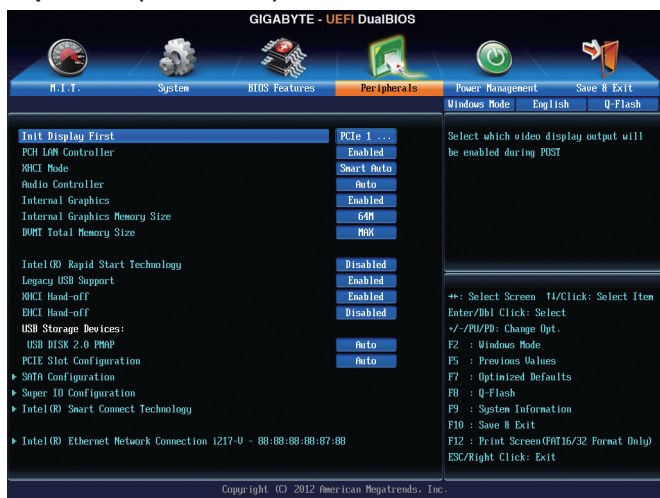 GIGABYTE - UEFI DualBIOS
M.I.T. System BIOS Features Peripherals Power Management Save & Exit
Windows Mode English Q-Flash
Init Display First PCIe 1 ...
PCH LAN Controller Enabled
XHCI Mode Smart Auto
Audio Controller Auto
Internal Graphics Enabled
Internal Graphics Memory Size 64M
DVMT Total Memory Size MAX
Intel(R) Rapid Start Technology Disabled
Legacy USB Support Enabled
XHCI Hand-off Enabled
EHCI Hand-off Disabled
USB Storage Devices:
USB DISK 2.0 PMAP Auto
PCIE Slot Configuration Auto
SATA Configuration
Super IO Configuration
Intel(R) Smart Connect Technology
Intel(R) Ethernet Network Connection i217-V - 88:88:88:88:87:88
Select which video display output will
be enabled during POST
↔: Select Screen ↑↓/Click: Select Item
Enter/Dbl Click: Select
+/-/PU/PD: Change Opt.
F2 : Windows Mode
F5 : Previous Values
F7 : Optimized Defaults
F8 : Q-Flash
F9 : System Information
F10 : Save & Exit
F12 : Print Screen(FAT16/32 Format Only)
ESC/Right Click: Exit
Copyright (C) 2012 American Megatrends, Inc.